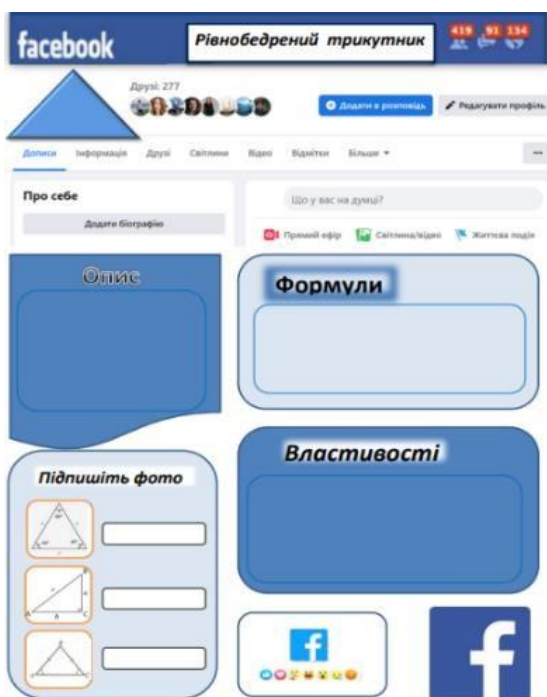 facebook
Рівнобедрений трикутник
419 91 134
Друзі: 277
Додати в розповідь
Редагувати профіль
Дописи Інформація Друзі Світлини Відео Відмітки Більше
Про себе
Додати біографію
Що у вас на думці?
Прямий ефір Світлина/відео Життєва подія
Опис
Формули
Властивості
Підпишіть фото
A
B
C